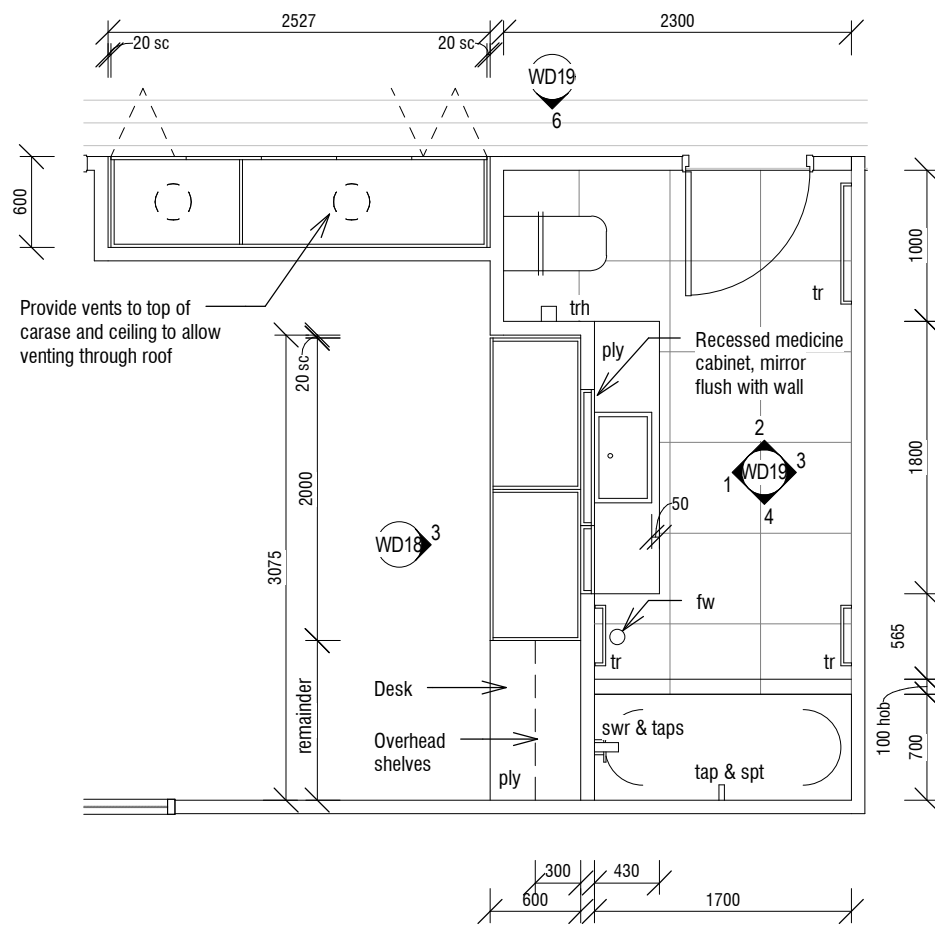 2527
2300
20 sc
20 sc
WD19
6
600
1000
tr
trh
Provide vents to top of
carase and ceiling to allow
venting through roof
20 sc
ply
Recessed medicine
cabinet, mirror
flush with wall
2
1
WD19
3
4
1800
2000
3075
50
WD18
3
fw
565
tr
tr
remainder
Desk
Overhead
shelves
ply
swr & taps
tap & spt
100 hob
700
300
430
600
1700